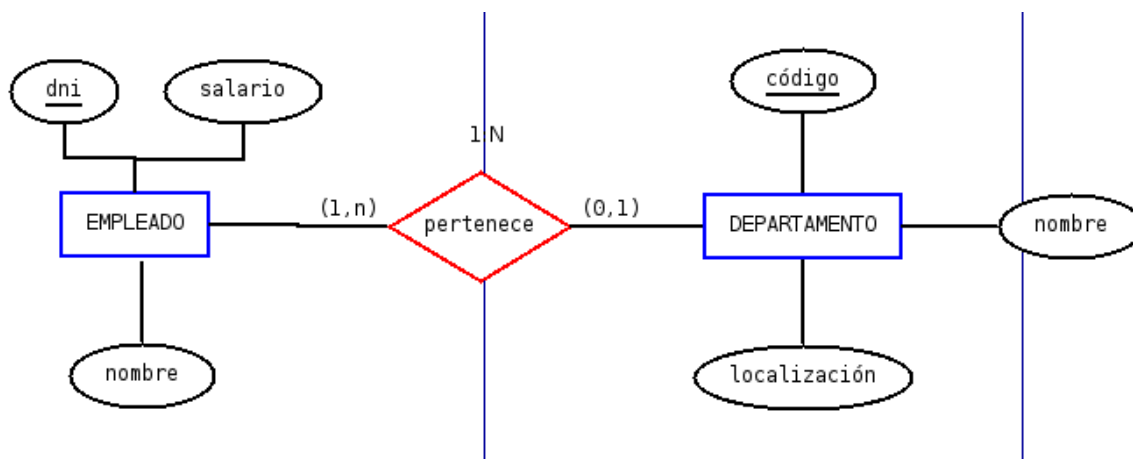 dni
salario
código
1:N
(1,n)
(0,1)
EMPLEADO
pertenece
DEPARTAMENTO
nombre
nombre
localización